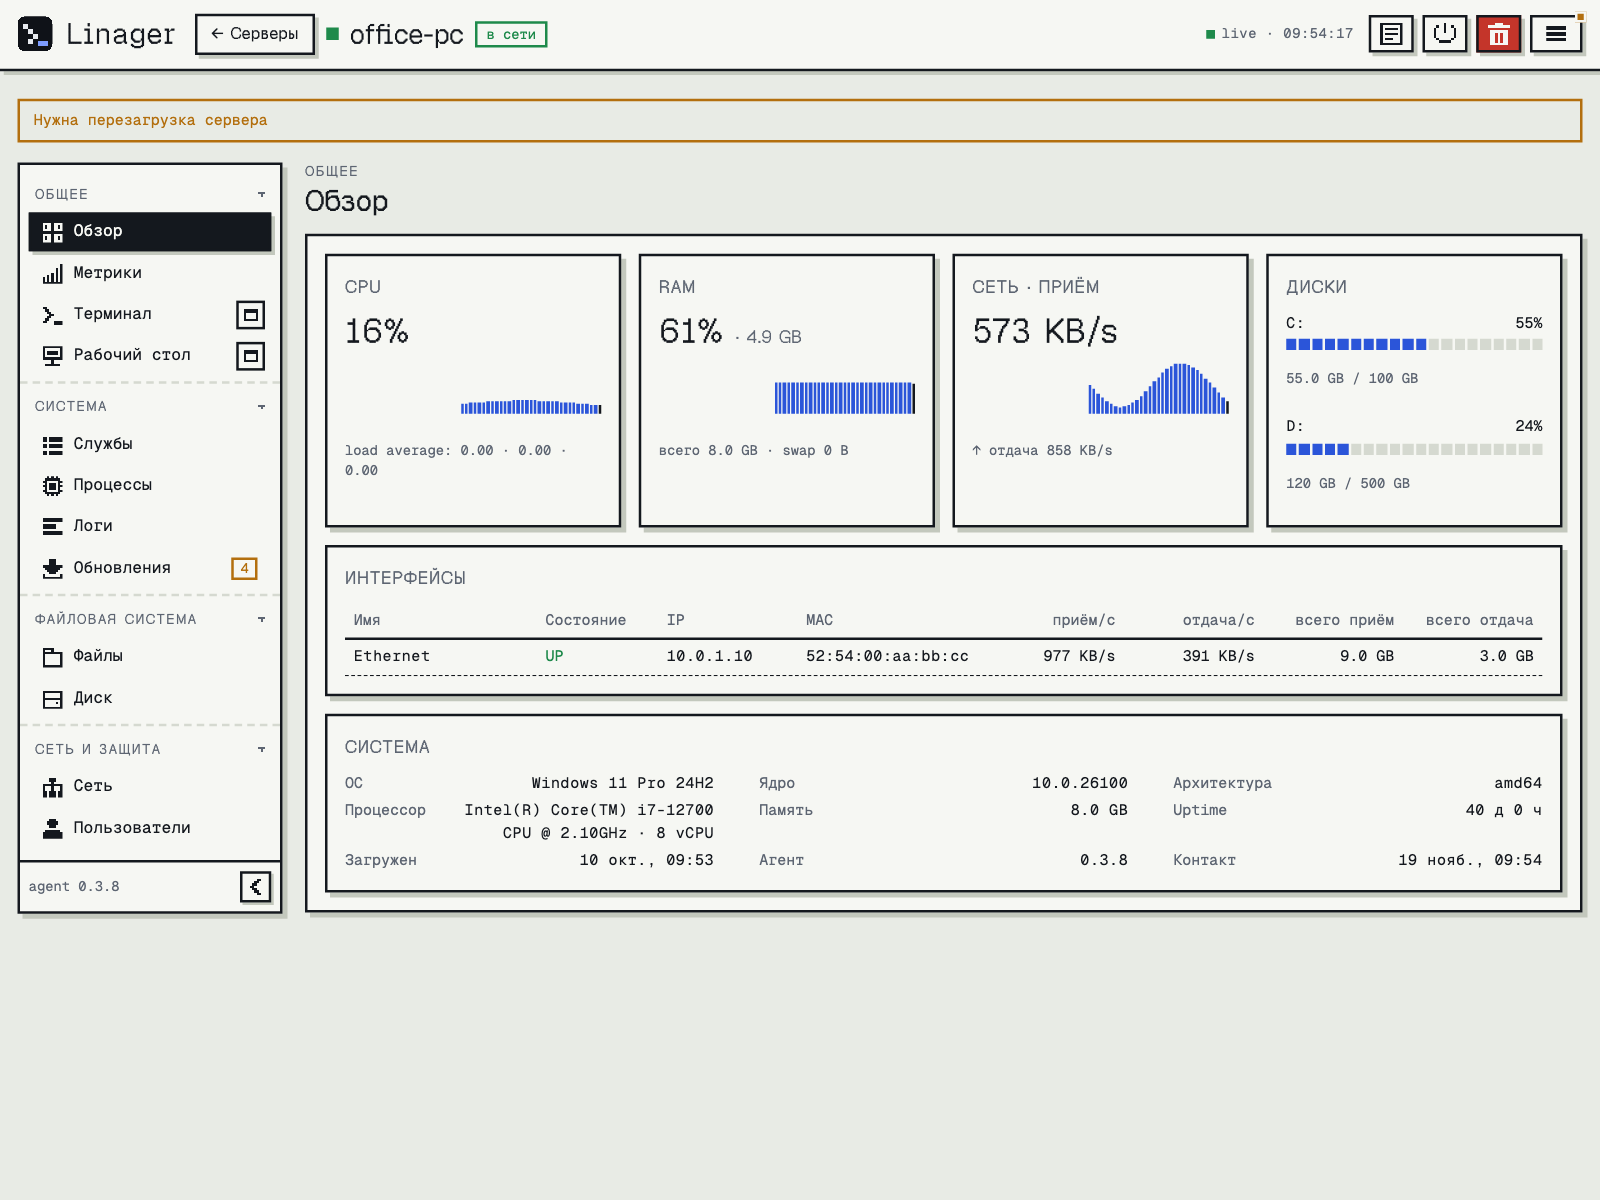 Linager
← Серверы
office-pc
в сети
live · 09:54:17
Нужна перезагрузка сервера
ОБЩЕЕ
Обзор
Метрики
Терминал
Рабочий стол
СИСТЕМА
Службы
Процессы
Логи
Обновления 4
ФАЙЛОВАЯ СИСТЕМА
Файлы
Диск
СЕТЬ И ЗАЩИТА
Сеть
Пользователи
agent 0.3.8
ОБЩЕЕ
Обзор
CPU
16%
load average: 0.00 · 0.00 ·
0.00
RAM
61% · 4.9 GB
всего 8.0 GB · swap 0 B
СЕТЬ · ПРИЁМ
573 KB/s
↑ отдача 858 KB/s
ДИСКИ
C: 55%
55.0 GB / 100 GB
D: 24%
120 GB / 500 GB
ИНТЕРФЕЙСЫ
Имя Состояние IP MAC приём/с отдача/с всего приём всего отдача
Ethernet UP 10.0.1.10 52:54:00:aa:bb:cc 977 KB/s 391 KB/s 9.0 GB 3.0 GB
СИСТЕМА
ОС Windows 11 Pro 24H2 Ядро 10.0.26100 Архитектура amd64
Процессор Intel(R) Core(TM) i7-12700 Память 8.0 GB Uptime 40 д 0 ч
CPU @ 2.10GHz · 8 vCPU
Загружен 10 окт., 09:53 Агент 0.3.8 Контакт 19 нояб., 09:54